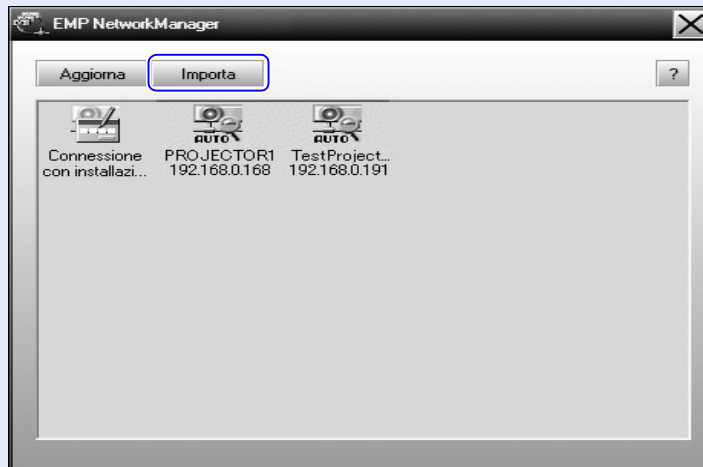 EMP NetworkManager
Aggiorna
Importa
?
AUTO
AUTO
Connessione
con installazi...
PROJECTOR1
192.168.0.168
TestProject...
192.168.0.191